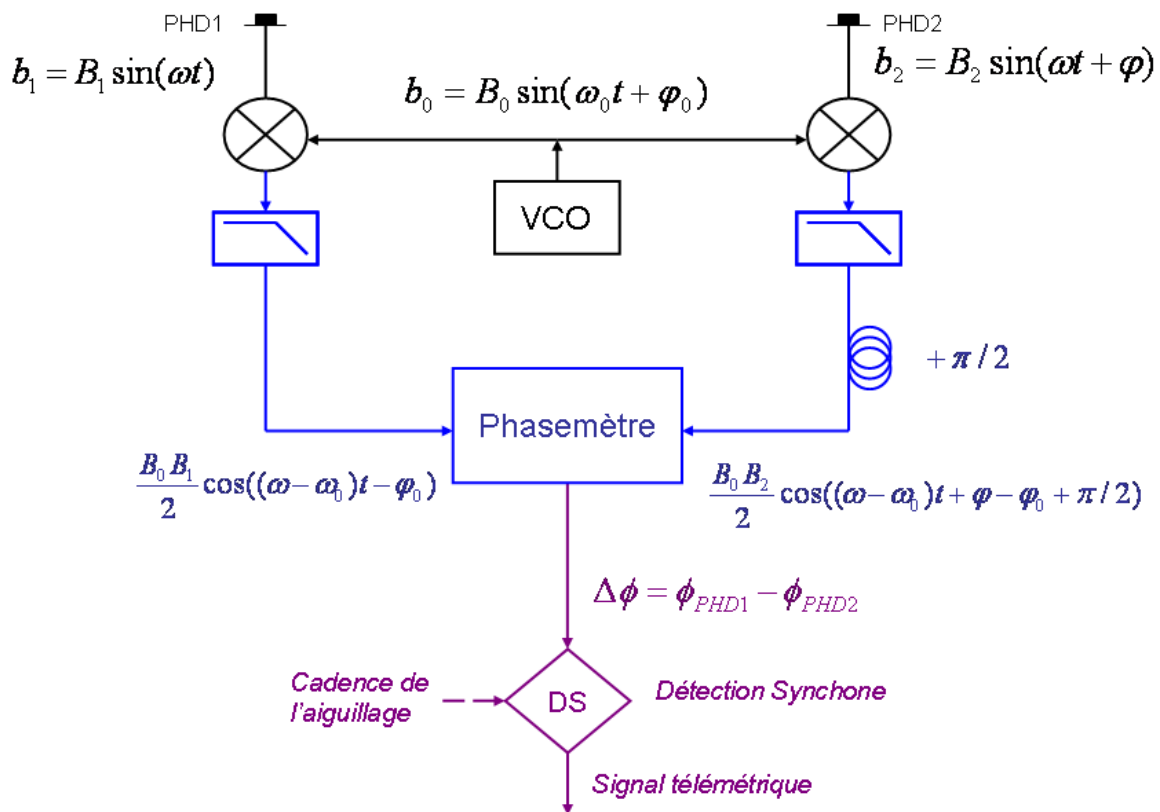 PHD1
PHD2
b₁ = B₁ sin(ωt)
b₂ = B₂ sin(ωt + φ)
b₀ = B₀ sin(ω₀t + φ₀)
VCO
+ π / 2
Phasemètre
B₀B₁/2 cos((ω − ω₀)t − φ₀)
B₀B₂/2 cos((ω − ω₀)t + φ − φ₀ + π / 2)
Δϕ = ϕ_PHD1 − ϕ_PHD2
Cadence de
l'aiguillage
DS
Détection Synchone
Signal télémétrique